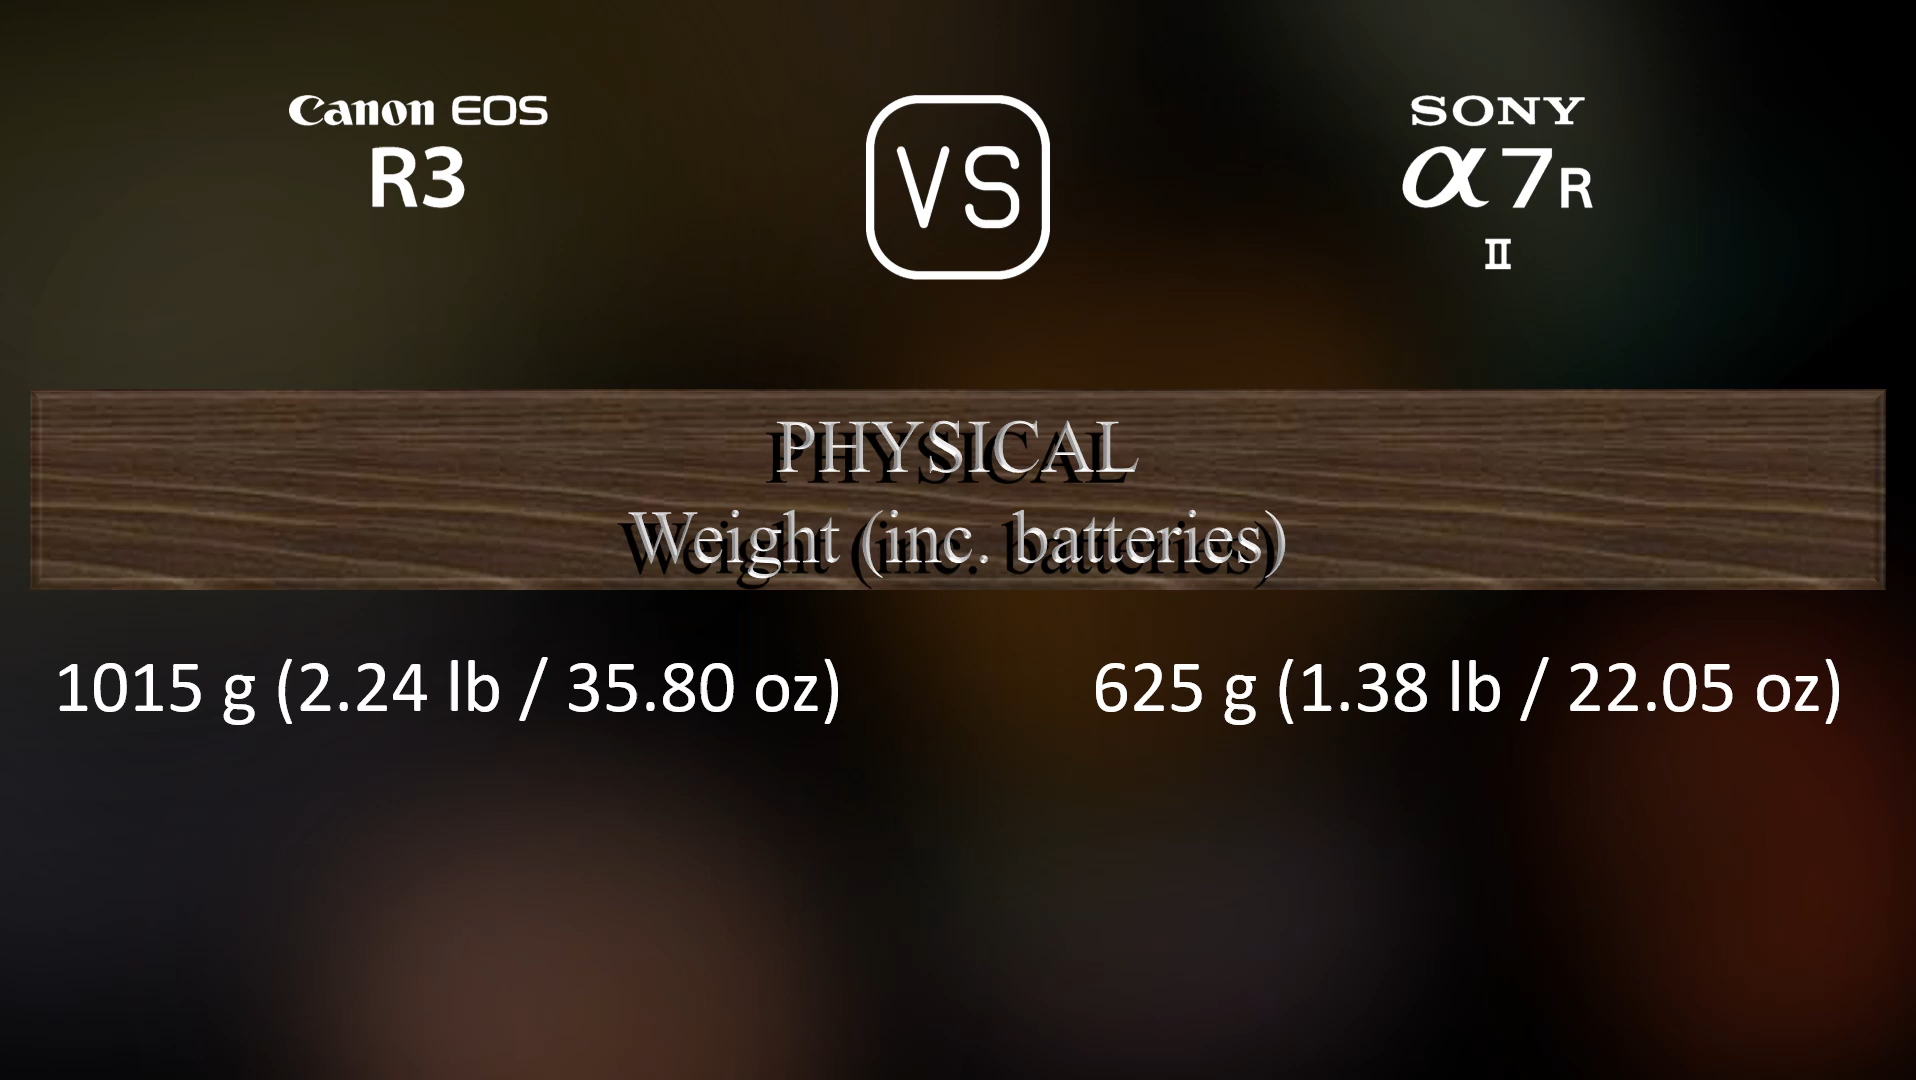 Canon EOS
R3
VS
SONY
α7R
II
PHYSICAL
Weight (inc. batteries)
1015 g (2.24 lb / 35.80 oz)
625 g (1.38 lb / 22.05 oz)